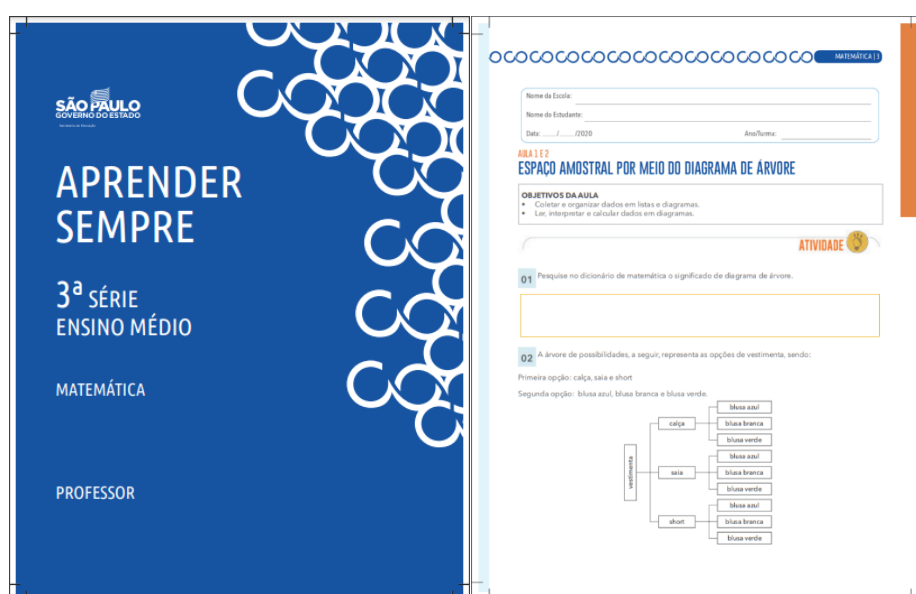 SÃO PAULO
GOVERNO DO ESTADO
Secretaria de Educação
APRENDER
SEMPRE
3ª SÉRIE
ENSINO MÉDIO
MATEMÁTICA
PROFESSOR
MATEMÁTICA | 3
Nome da Escola:
Nome do Estudante:
Data: ____/____/2020 Ano/Turma:
AULA 1 E 2
ESPAÇO AMOSTRAL POR MEIO DO DIAGRAMA DE ÁRVORE
OBJETIVOS DA AULA
• Coletar e organizar dados em listas e diagramas.
• Ler, interpretar e calcular dados em diagramas.
ATIVIDADE
01 Pesquise no dicionário de matemática o significado de diagrama de árvore.
02 A árvore de possibilidades, a seguir, representa as opções de vestimenta, sendo:
Primeira opção: calça, saia e short
Segunda opção: blusa azul, blusa branca e blusa verde.
vestimenta
calça
blusa azul
blusa branca
blusa verde
saia
blusa azul
blusa branca
blusa verde
short
blusa azul
blusa branca
blusa verde